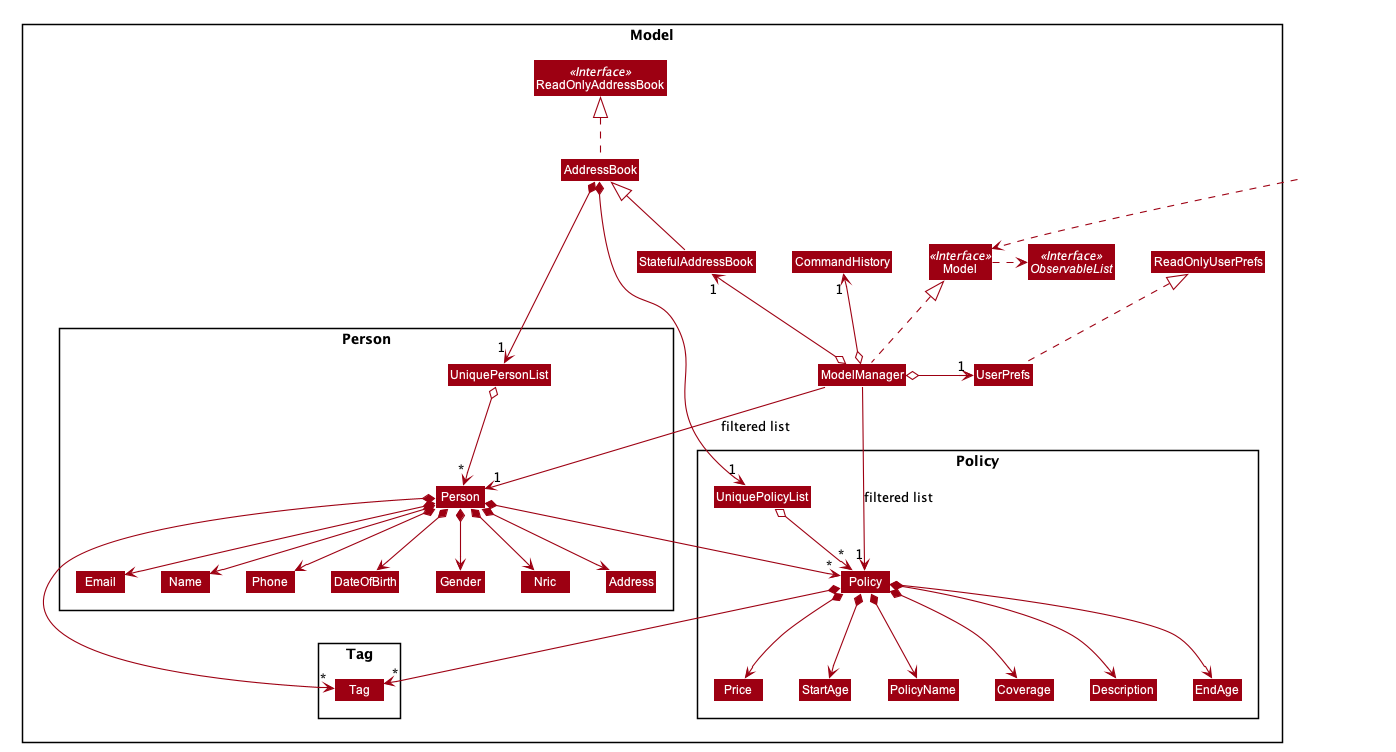 Model
«Interface»
ReadOnlyAddressBook
AddressBook
StatefulAddressBook
CommandHistory
«Interface»
Model
«Interface»
ObservableList
ReadOnlyUserPrefs
1
1
Person
1
UniquePersonList
ModelManager
1
UserPrefs
filtered list
Policy
*
1
1
Person
UniquePolicyList
filtered list
*
1
*
Email
Name
Phone
DateOfBirth
Gender
Nric
Address
Policy
Tag
*
*
Tag
Price
StartAge
PolicyName
Coverage
Description
EndAge